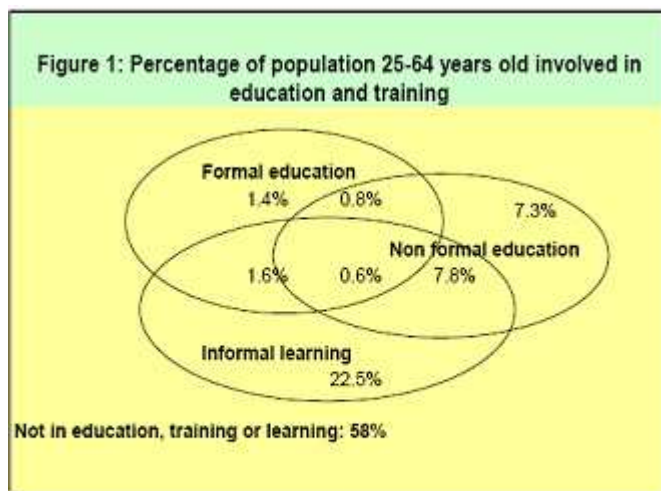 Figure 1: Percentage of population 25-64 years old involved in
education and training
Formal education
1.4% 0.8%
7.3%
Non formal education
1.6% 0.6% 7.8%
Informal learning
22.5%
Not in education, training or learning: 58%